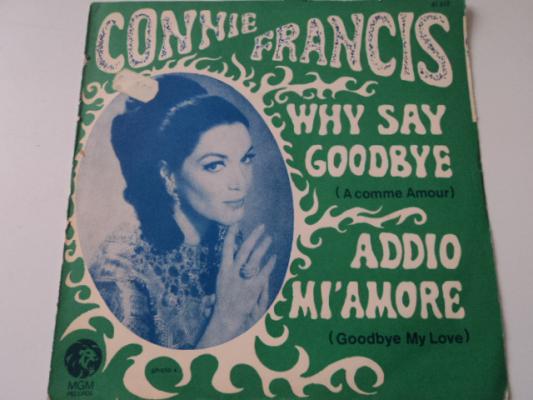 CONNIE FRANCIS
WHY SAY
GOODBYE
(A comme Amour)
ADDIO
MI'AMORE
(Goodbye My Love)
MGM
RECORDS